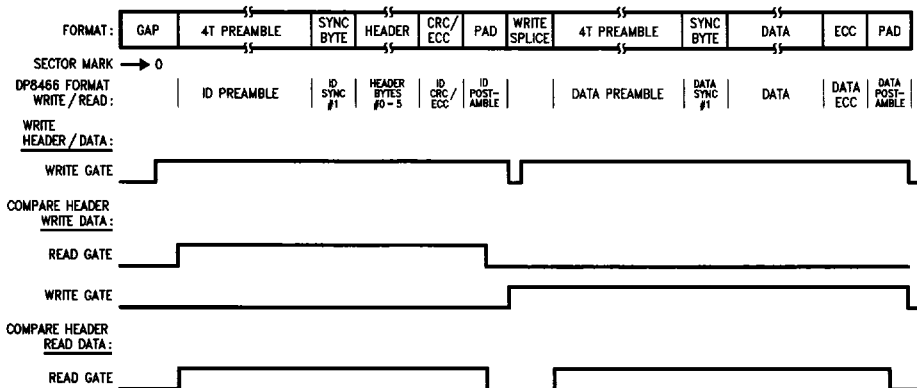 FORMAT: GAP 4T PREAMBLE SYNC BYTE HEADER CRC/ ECC PAD WRITE SPLICE 4T PREAMBLE SYNC BYTE DATA ECC PAD
SECTOR MARK 0
DP8466 FORMAT WRITE/READ: ID PREAMBLE ID SYNC #1 HEADER BYTES #0-5 ID CRC/ ECC ID POST- AMBLE DATA PREAMBLE DATA SYNC #1 DATA DATA ECC DATA POST- AMBLE
WRITE
HEADER/DATA:
WRITE GATE
COMPARE HEADER
WRITE DATA:
READ GATE
WRITE GATE
COMPARE HEADER
READ DATA:
READ GATE